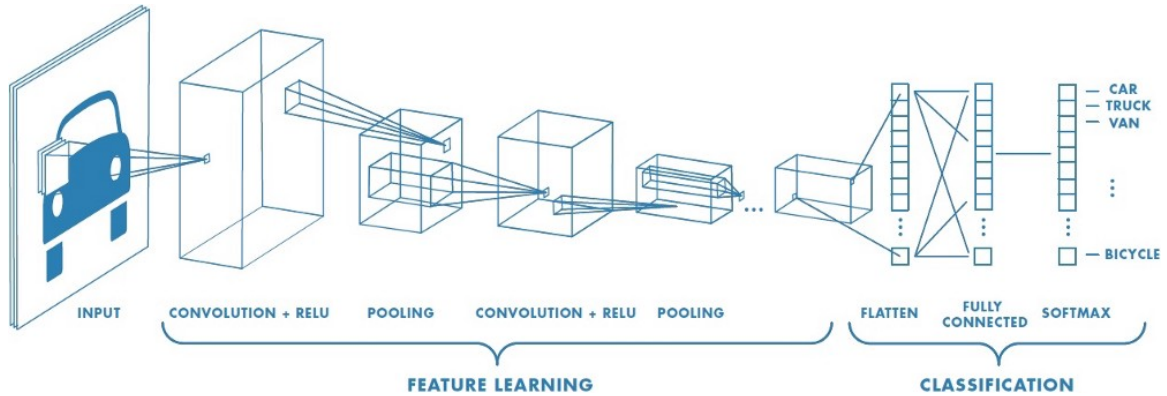 CAR
TRUCK
VAN
BICYCLE
INPUT
CONVOLUTION + RELU
POOLING
CONVOLUTION + RELU
POOLING
FLATTEN
FULLY
CONNECTED
SOFTMAX
FEATURE LEARNING
CLASSIFICATION